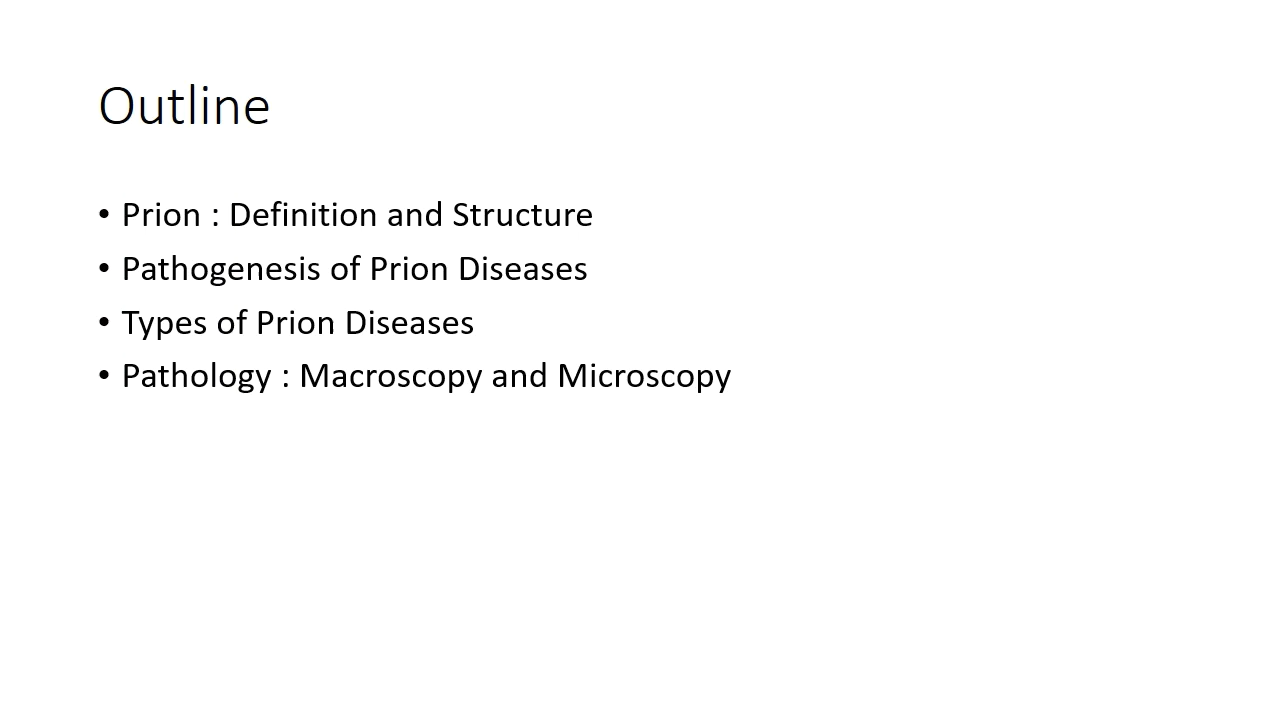 Outline
• Prion : Definition and Structure
• Pathogenesis of Prion Diseases
• Types of Prion Diseases
• Pathology : Macroscopy and Microscopy